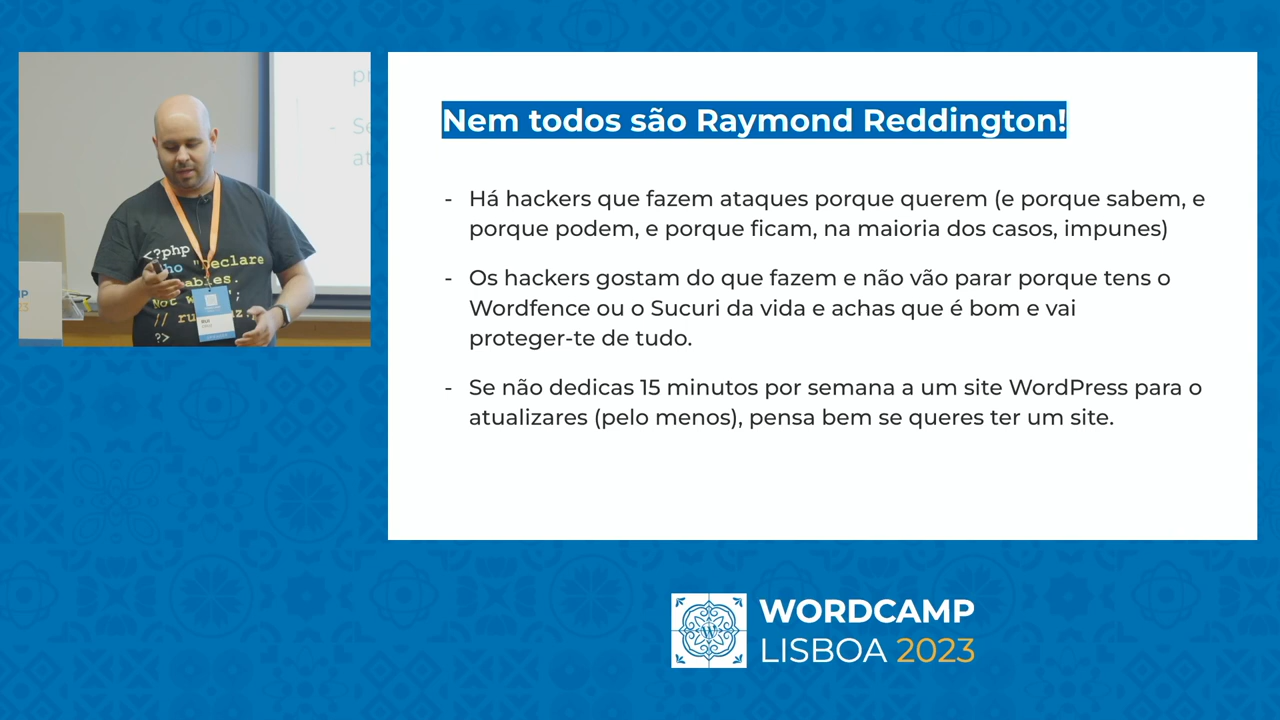 Nem todos são Raymond Reddington!
- Há hackers que fazem ataques porque querem (e porque sabem, e
porque podem, e porque ficam, na maioria dos casos, impunes)
- Os hackers gostam do que fazem e não vão parar porque tens o
Wordfence ou o Sucuri da vida e achas que é bom e vai
proteger-te de tudo.
- Se não dedicas 15 minutos por semana a um site WordPress para o
atualizares (pelo menos), pensa bem se queres ter um site.
<?php
"Declare
Not
//
?>
WORDCAMP
LISBOA 2023